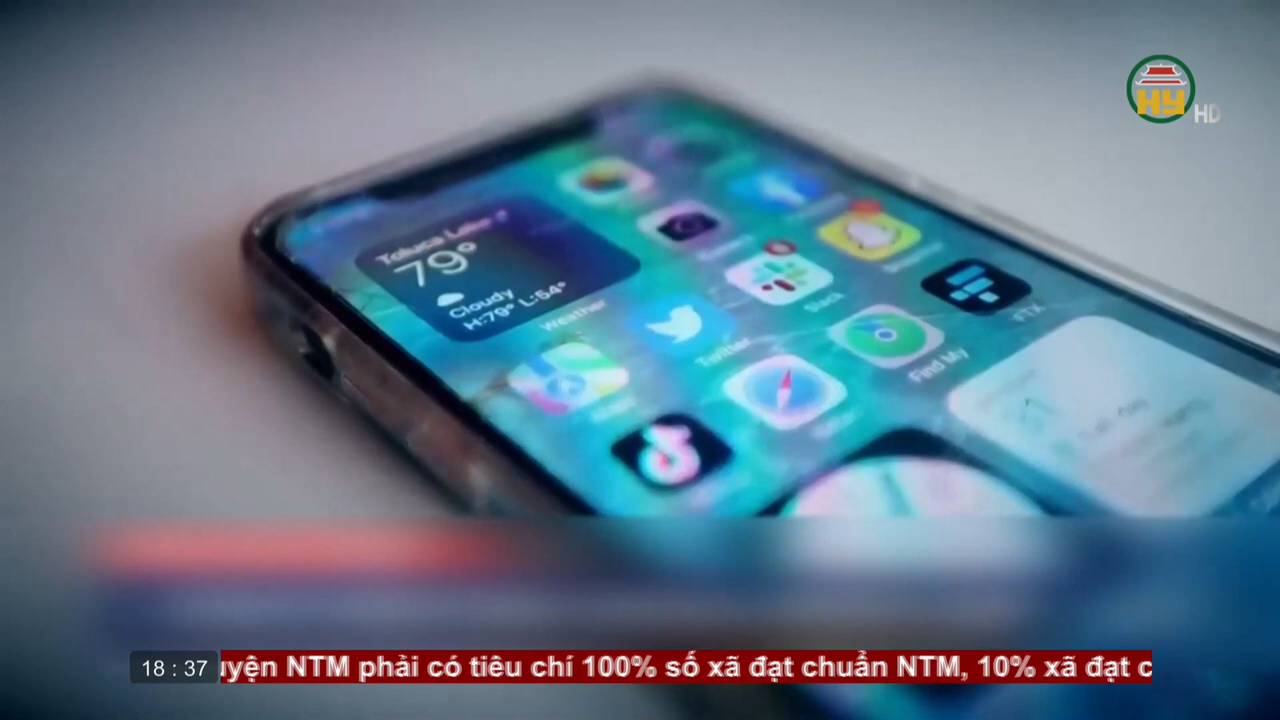 HY
HD
Toluca Lake
79°
Cloudy
H:79° L:54°
Weather
Twitter
Slack
Find My
FTX
18 : 37
uyện NTM phải có tiêu chí 100% số xã đạt chuẩn NTM, 10% xã đạt c